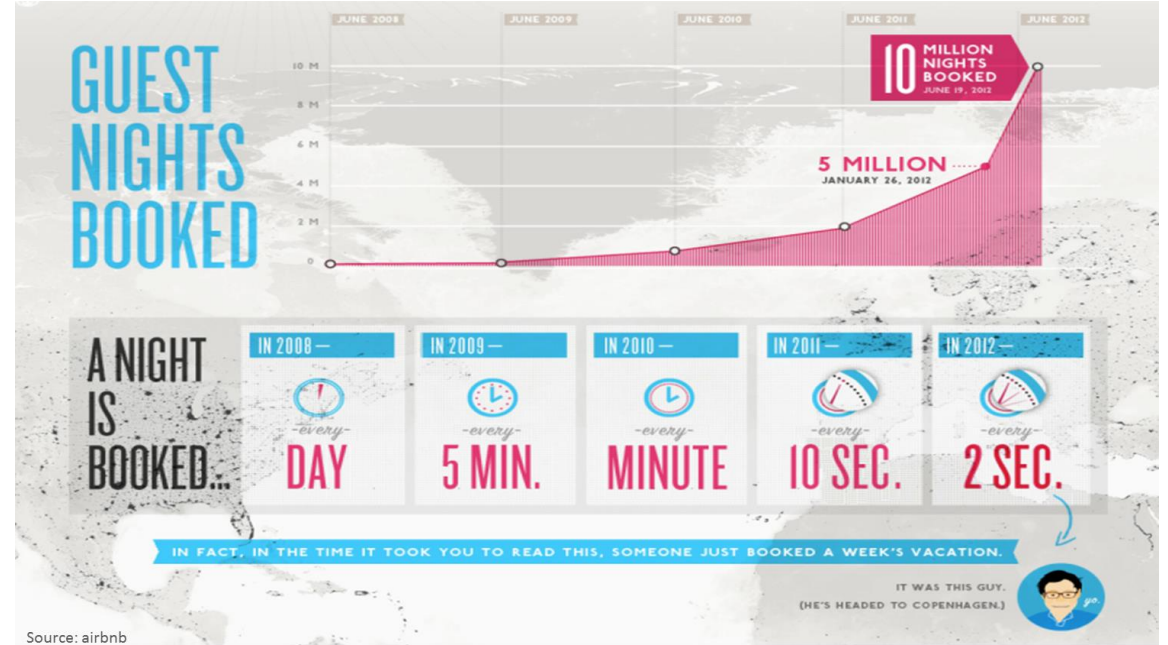 JUNE 2008
JUNE 2009
JUNE 2010
JUNE 2011
JUNE 2012
GUEST
NIGHTS
BOOKED
10 M
8 M
6 M
4 M
2 M
0
10 MILLION
NIGHTS
BOOKED
JUNE 19, 2012
5 MILLION
JANUARY 26, 2012
A NIGHT
IS
BOOKED...
IN 2008 —
-every-
DAY
IN 2009 —
-every-
5 MIN.
IN 2010 —
-every-
MINUTE
IN 2011 —
-every-
10 SEC.
IN 2012 —
-every-
2 SEC.
IN FACT, IN THE TIME IT TOOK YOU TO READ THIS, SOMEONE JUST BOOKED A WEEK'S VACATION.
IT WAS THIS GUY.
(HE'S HEADED TO COPENHAGEN.)
yo.
Source: airbnb